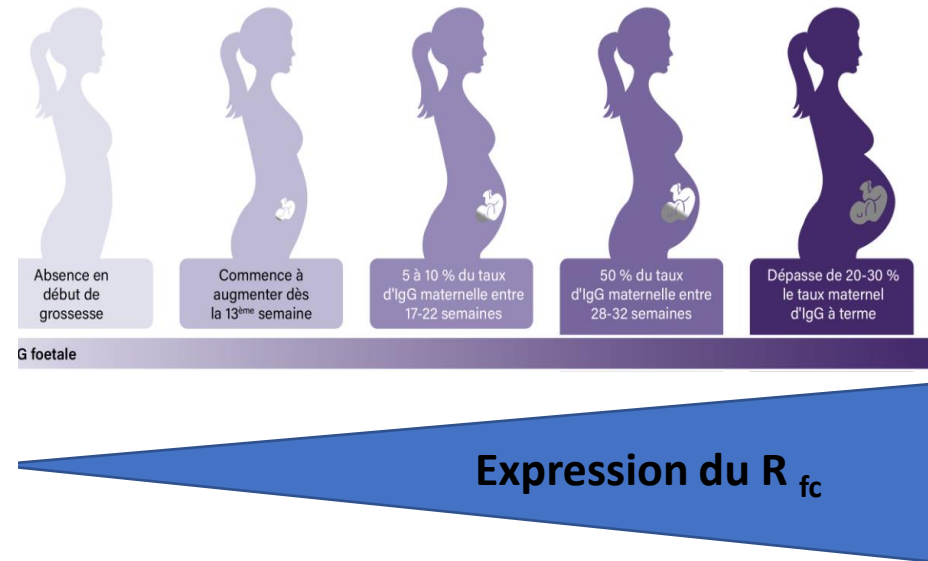 Absence en
début de
grossesse
Commence à
augmenter dès
la 13ème semaine
5 à 10 % du taux
d'IgG maternelle entre
17-22 semaines
50 % du taux
d'IgG maternelle entre
28-32 semaines
Dépasse de 20-30 %
le taux maternel
d'IgG à terme
G foetale
Expression du R fc